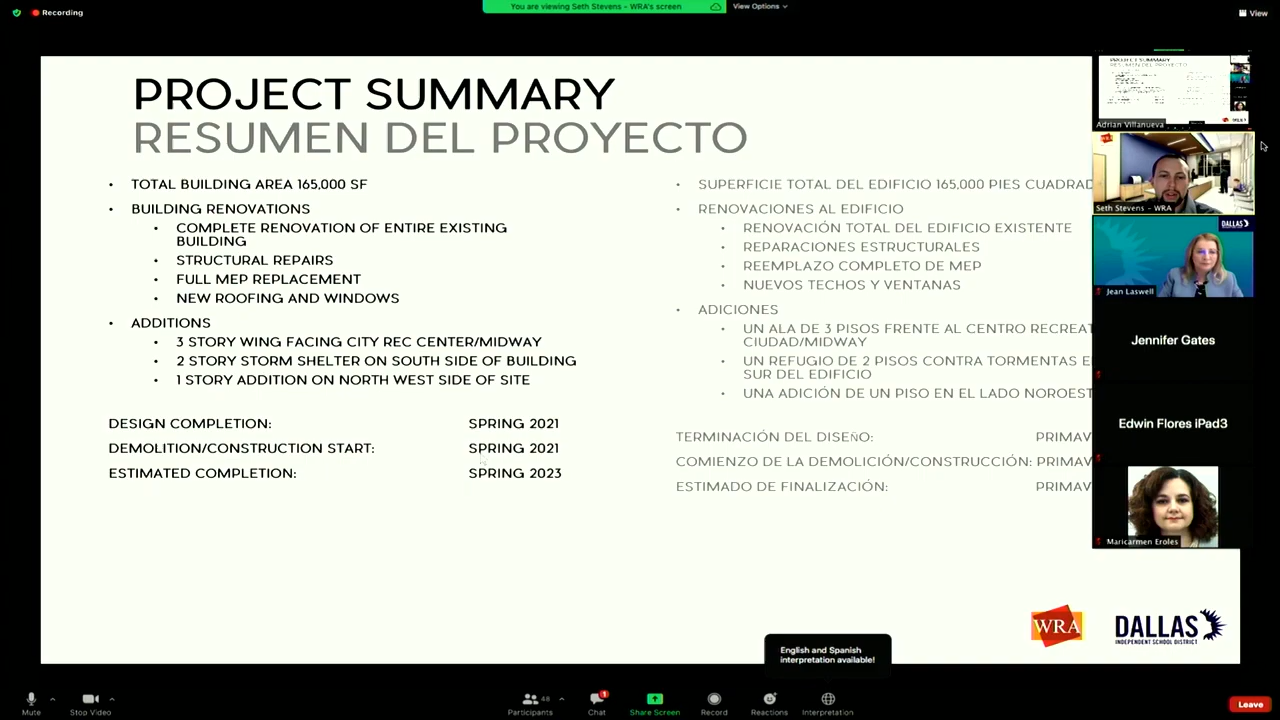 Recording
You are viewing Seth Stevens - WRA's screen
View Options
View
PROJECT SUMMARY
RESUMEN DEL PROYECTO
• TOTAL BUILDING AREA 165,000 SF
• BUILDING RENOVATIONS
• COMPLETE RENOVATION OF ENTIRE EXISTING
BUILDING
• STRUCTURAL REPAIRS
• FULL MEP REPLACEMENT
• NEW ROOFING AND WINDOWS
• ADDITIONS
• 3 STORY WING FACING CITY REC CENTER/MIDWAY
• 2 STORY STORM SHELTER ON SOUTH SIDE OF BUILDING
• 1 STORY ADDITION ON NORTH WEST SIDE OF SITE
DESIGN COMPLETION: SPRING 2021
DEMOLITION/CONSTRUCTION START: SPRING 2021
ESTIMATED COMPLETION: SPRING 2023
• SUPERFICIE TOTAL DEL EDIFICIO 165,000 PIES CUADRAD
• RENOVACIONES AL EDIFICIO
• RENOVACIÓN TOTAL DEL EDIFICIO EXISTENTE
• REPARACIONES ESTRUCTURALES
• REEMPLAZO COMPLETO DE MEP
• NUEVOS TECHOS Y VENTANAS
• ADICIONES
• UN ALA DE 3 PISOS FRENTE AL CENTRO RECREAT
CIUDAD/MIDWAY
• UN REFUGIO DE 2 PISOS CONTRA TORMENTAS E
SUR DEL EDIFICIO
• UNA ADICIÓN DE UN PISO EN EL LADO NOROEST
TERMINACIÓN DEL DISEÑO: PRIMAV
COMIENZO DE LA DEMOLICIÓN/CONSTRUCCIÓN: PRIMAV
ESTIMADO DE FINALIZACIÓN: PRIMAV
PROJECT SUMMARY
RESUMEN DEL PROYECTO
Adrian Villanueva
Seth Stevens - WRA
DALLAS
Jean Laswell
Jennifer Gates
Edwin Flores iPad3
Maricarmen Eroles
WRA
DALLAS
INDEPENDENT SCHOOL DISTRICT
English and Spanish
interpretation available!
Mute
Stop Video
Participants
48
Chat
1
Share Screen
Record
Reactions
Interpretation
Leave